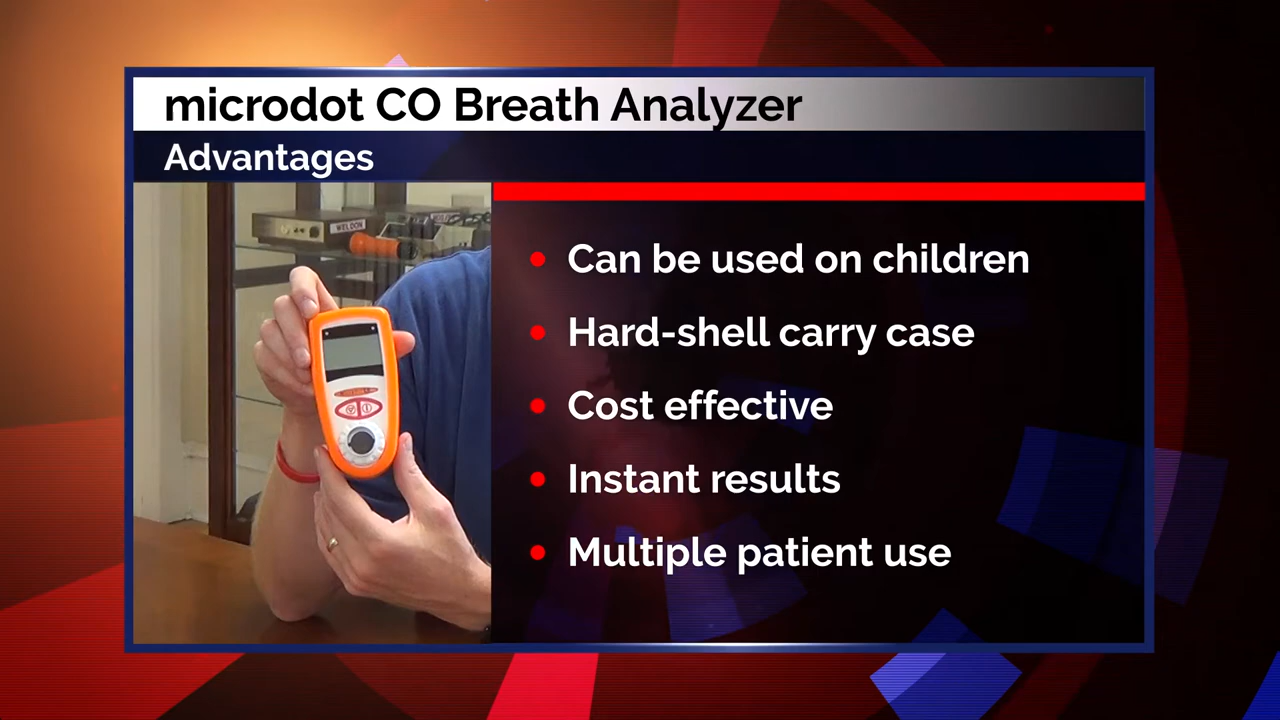 microdot CO Breath Analyzer
Advantages
WELDON
Can be used on children
Hard-shell carry case
Cost effective
Instant results
Multiple patient use